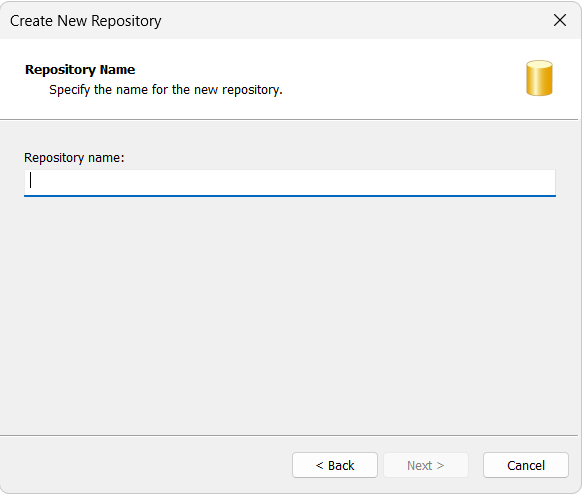 Create New Repository
Repository Name
Specify the name for the new repository.
Repository name:
< Back
Next >
Cancel